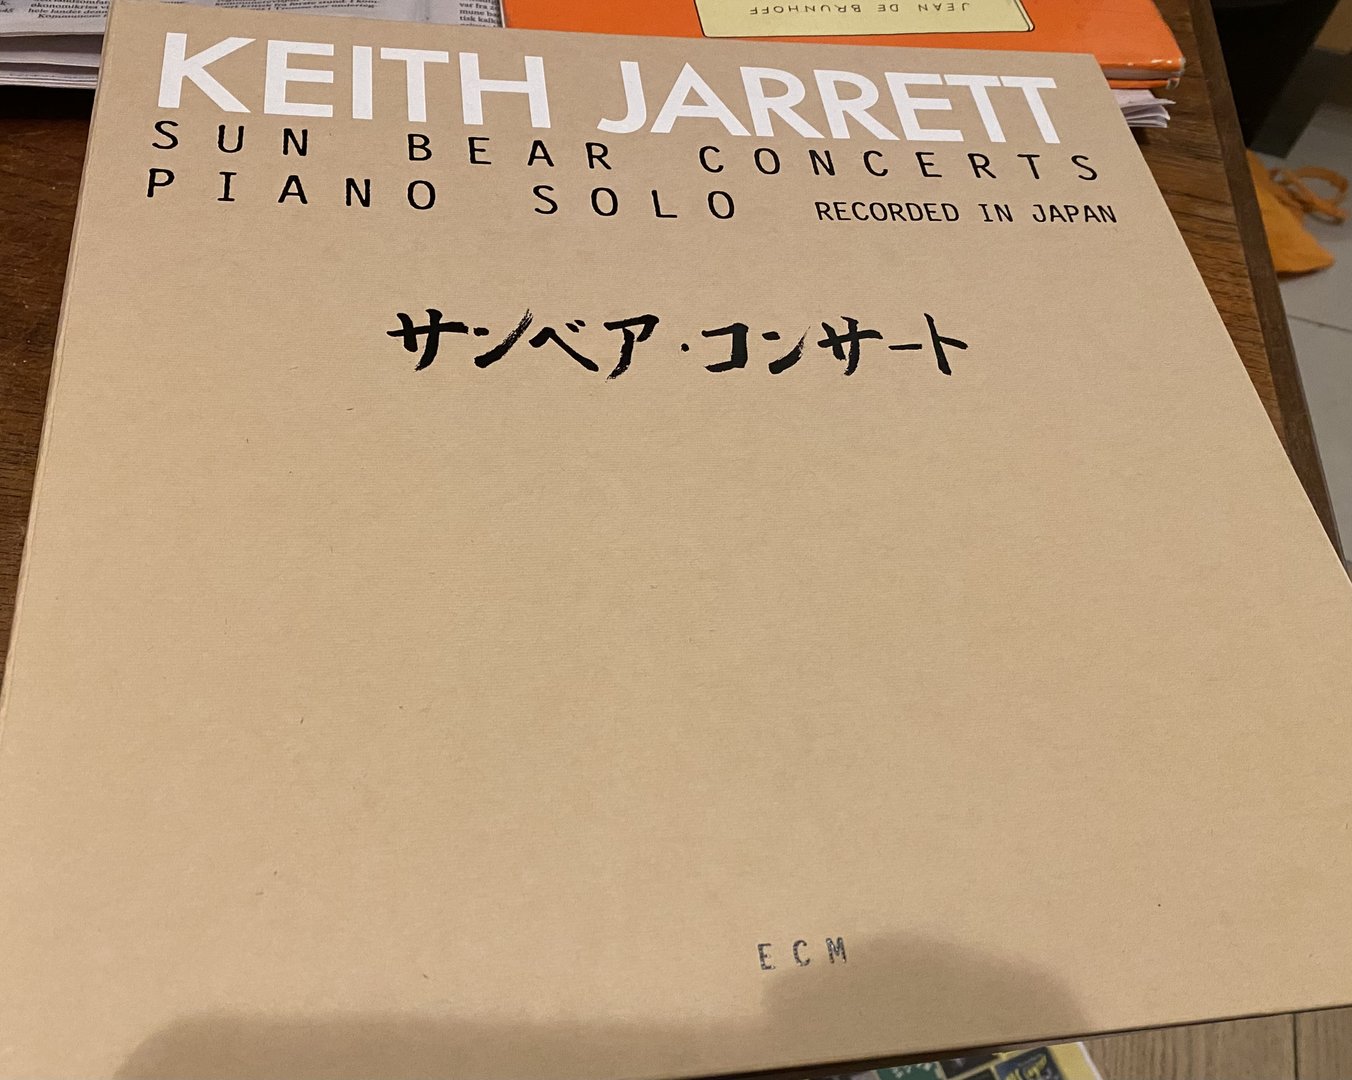 KEITH JARRETT
SUN BEAR CONCERTS
PIANO SOLO RECORDED IN JAPAN
サンベア・コンサート
ECM
JEAN DE BRUNHOFF